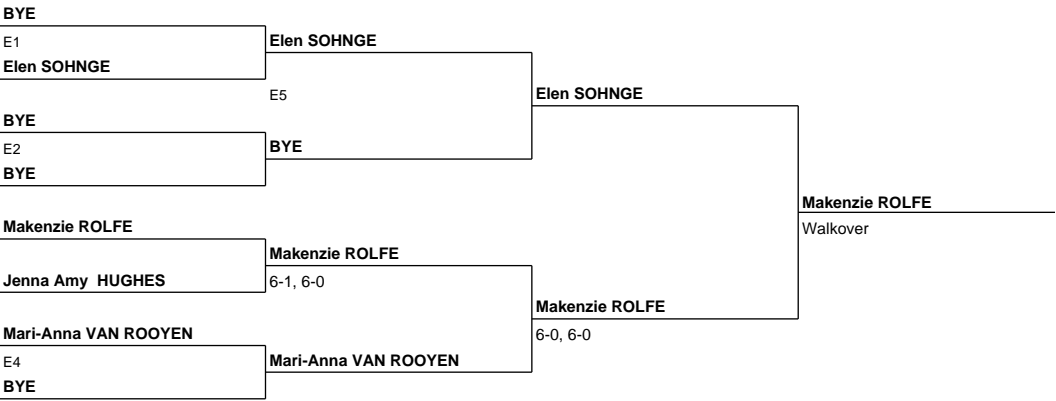 BYE
E1
Elen SOHNGE
BYE
E2
BYE
Makenzie ROLFE
Jenna Amy HUGHES
Mari-Anna VAN ROOYEN
E4
BYE
Elen SOHNGE
E5
BYE
Makenzie ROLFE
6-1, 6-0
Mari-Anna VAN ROOYEN
Elen SOHNGE
Makenzie ROLFE
6-0, 6-0
Makenzie ROLFE
Walkover